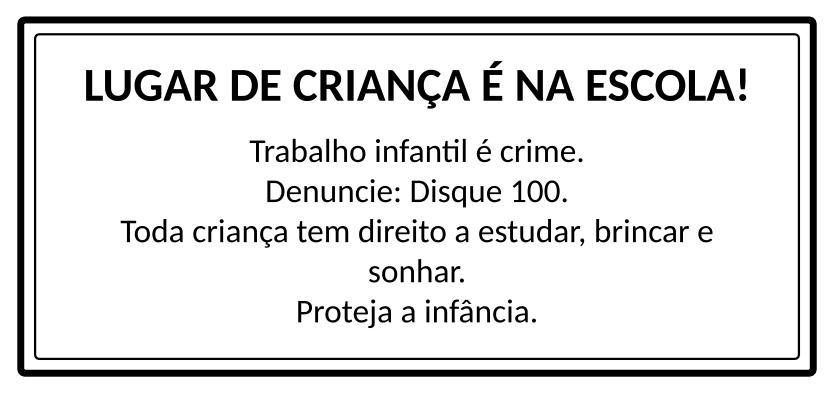 LUGAR DE CRIANÇA É NA ESCOLA!
Trabalho infantil é crime.
Denuncie: Disque 100.
Toda criança tem direito a estudar, brincar e
sonhar.
Proteja a infância.